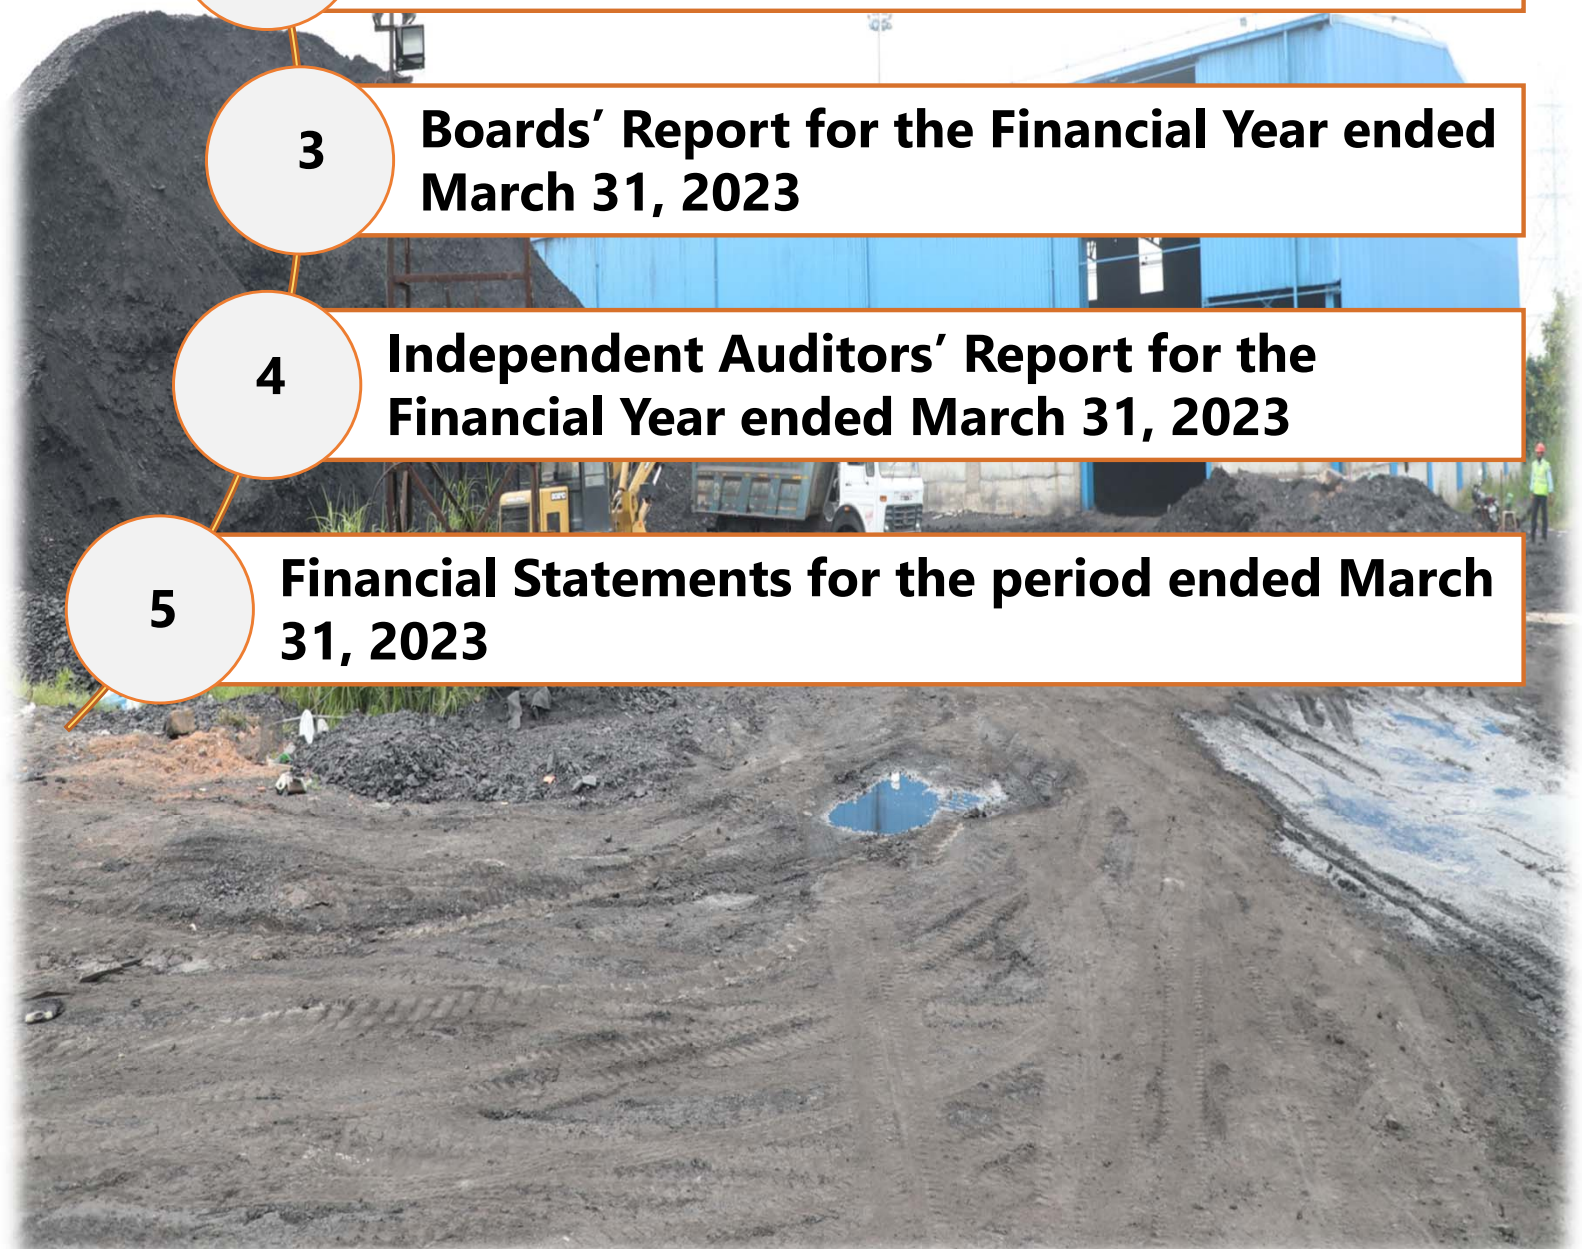 3
Boards’ Report for the Financial Year ended
March 31, 2023
4
Independent Auditors’ Report for the
Financial Year ended March 31, 2023
5
Financial Statements for the period ended March
31, 2023